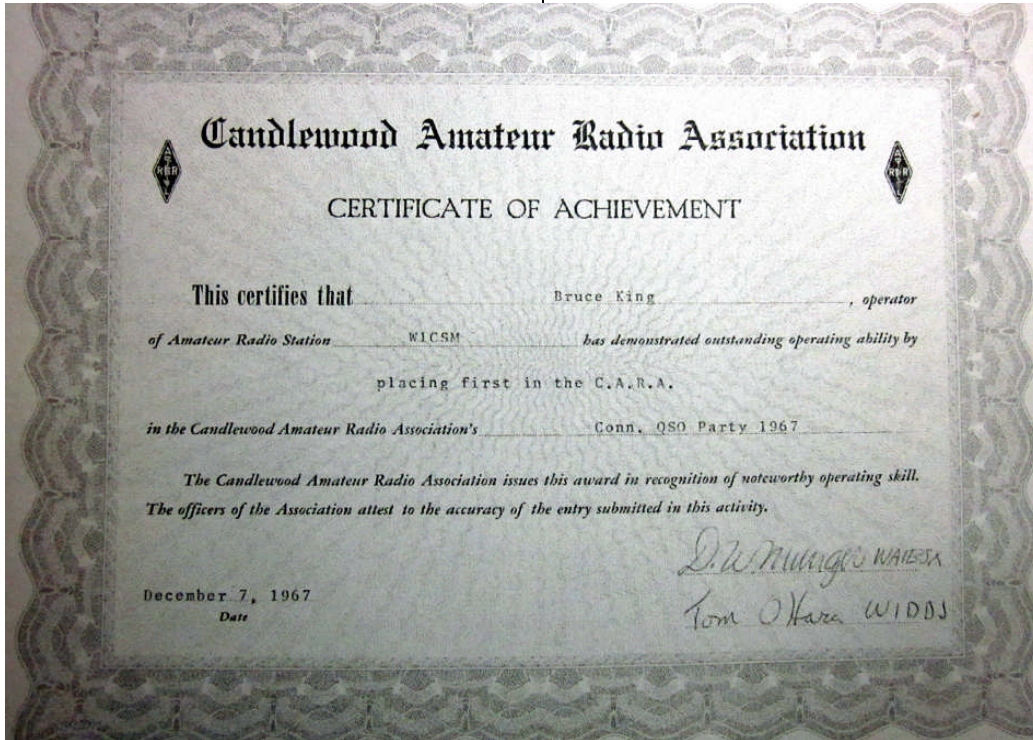 Candlewood Amateur Radio Association
ARRL
ARRL
CERTIFICATE OF ACHIEVEMENT
This certifies that Bruce King, operator
of Amateur Radio Station W1CSM has demonstrated outstanding operating ability by
placing first in the C.A.R.A.
in the Candlewood Amateur Radio Association's Conn. QSO Party 1967
The Candlewood Amateur Radio Association issues this award in recognition of noteworthy operating skill.
The officers of the Association attest to the accuracy of the entry submitted in this activity.
D. W.
December 7, 1967
Tom O'Hara W1DDJ
Date